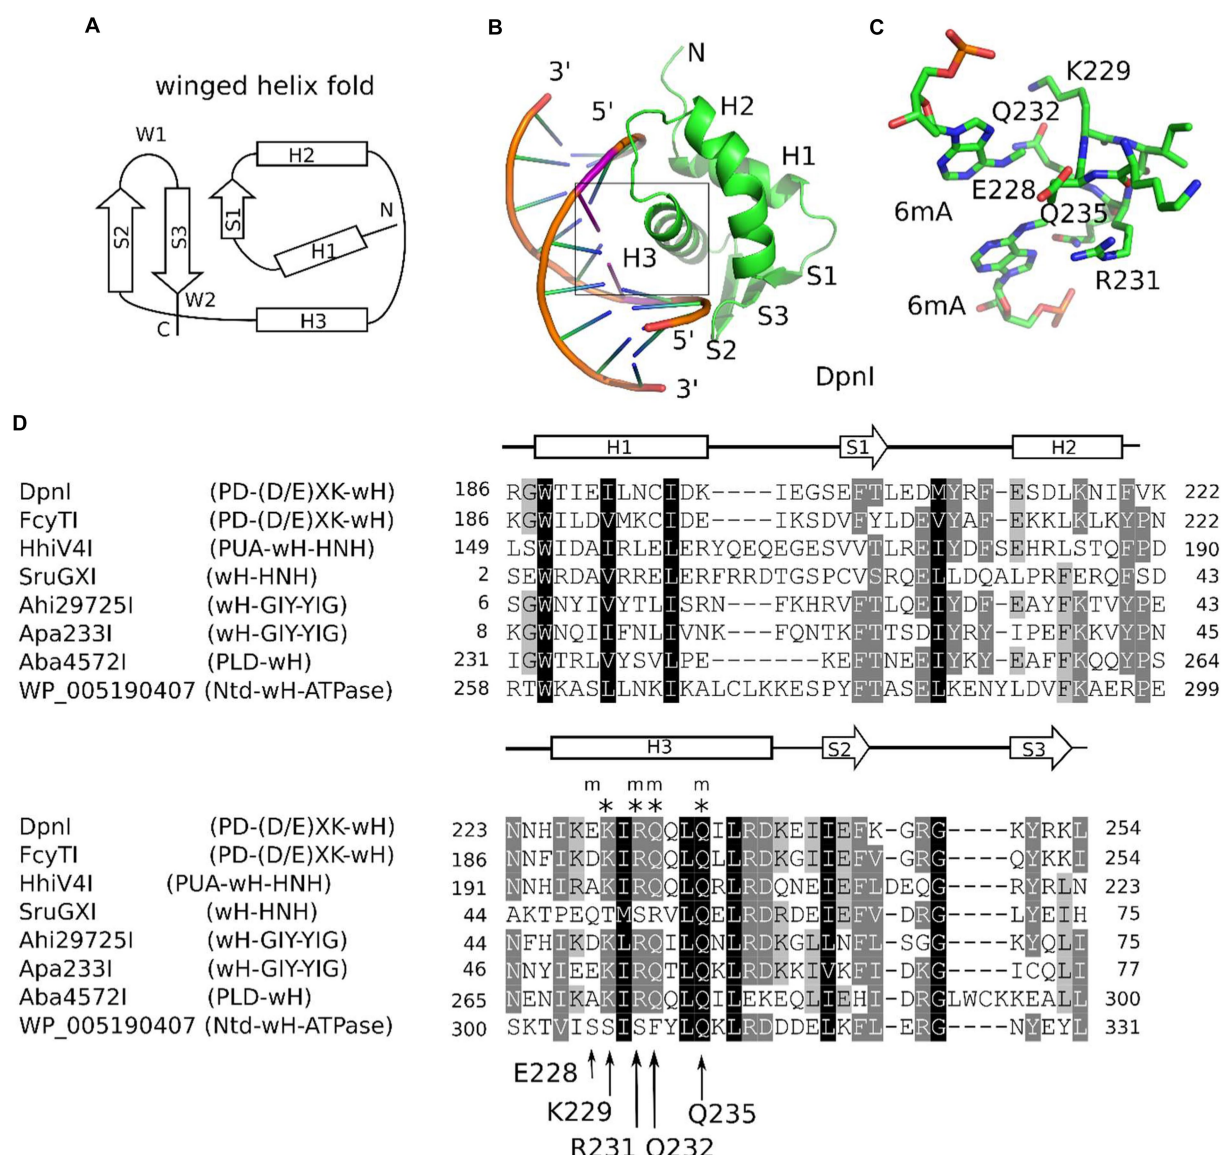 A
winged helix fold
W1
H2
S2
S3
S1
N
H1
W2
C
H3
B
3'
5'
N
H2
H1
H3
S1
S3
S2
5'
3'
DpnI
C
K229
Q232
E228
6mA
Q235
R231
6mA
D
H1 S1 H2
DpnI (PD-(D/E)XK-wH) 186 RGWTIEILNCIDK----IEGSEFTLEDMYRF-ESDLKNIFVK 222
FcyTI (PD-(D/E)XK-wH) 186 KGWILDVMKCIDE----IKSDVFYLDEVYAF-EKKLKLKYPN 222
HhiV4I (PUA-wH-HNH) 149 LSWIDAIRLELERYQEQEGESVVTLREIYDFSEHRLSTQFPD 190
SruGXI (wH-HNH) 2 SEWRDAVRRELERFRRDTGSPCVSRQELLDQALPRFERQFSD 43
Ahi29725I (wH-GIY-YIG) 6 SGWNYIVYTLISRN---FKHRVFTLQEIYDF-EAYFKTVYPE 43
Apa233I (wH-GIY-YIG) 8 KGWNQIIFNLIVNK---FQNTKFTTSDIYRY-IPEFKKVYPN 45
Aba4572I (PLD-wH) 231 IGWTRLVYSVLPE-------KEFTNEEIYKY-EAFFKQQYPS 264
WP_005190407 (Ntd-wH-ATPase) 258 RTWKASLLNKIKALCLKKESPYFTASELKENYLDVFKAERPE 299
H3 S2 S3
m m m m
* * * *
DpnI (PD-(D/E)XK-wH) 223 NNHIKEKIRQQLQILRDKEIIEFK-GRG----KYRKL 254
FcyTI (PD-(D/E)XK-wH) 186 NNFIKDKIRQQLQLLRDKGIIEFV-GRG----QYKKI 254
HhiV4I (PUA-wH-HNH) 191 NNHIRAKIRQQLQRLRDQNEIEFLDEQG----RYRLN 223
SruGXI (wH-HNH) 44 AKTPEQTMSRVLQELRDRDEIEFV-DRG----LYEIH 75
Ahi29725I (wH-GIY-YIG) 44 NFHIKDKLRQILQNLRDKGLLNFL-SGG----KYQLI 75
Apa233I (wH-GIY-YIG) 46 NNYIEEKIRQTLQKLRDKKIVKFI-DKG----ICQLI 77
Aba4572I (PLD-wH) 265 NENIKAKIRQQLQILEKEQLIEHI-DRGLWCKKEALL 300
WP_005190407 (Ntd-wH-ATPase) 300 SKTVISSISFYLQKLRDDDELKFLS-ERG----NYEYL 331
E228
K229
R231
Q232
Q235